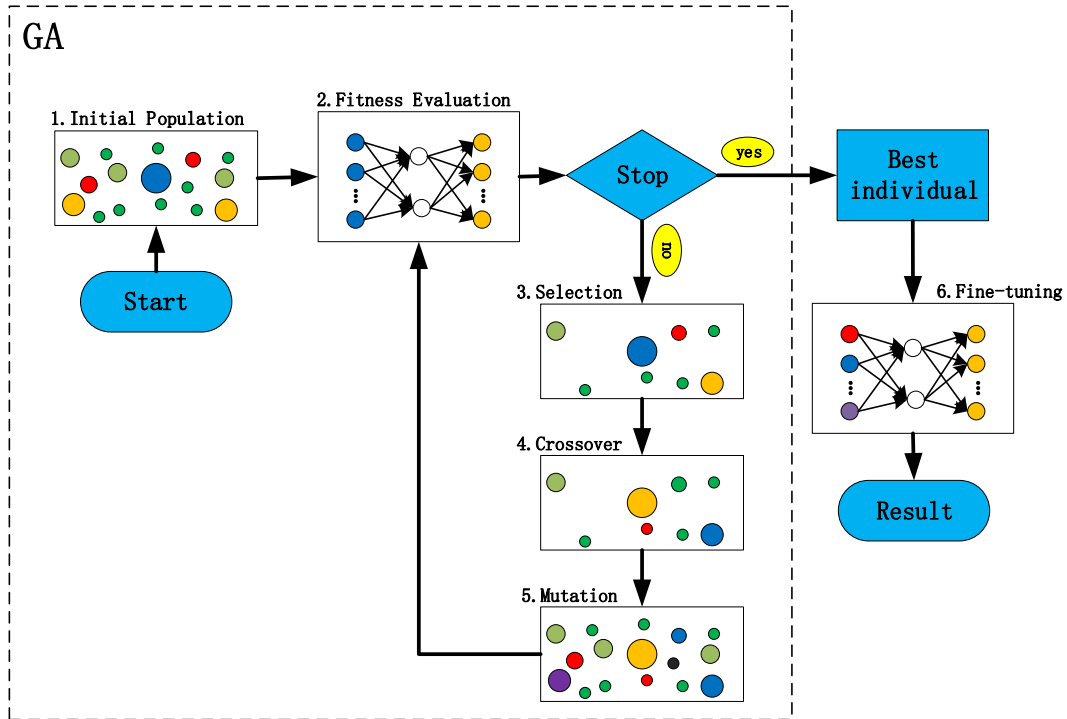 GA
1.Initial Population
2.Fitness Evaluation
Start
Stop
yes
no
Best
individual
3.Selection
4.Crossover
5.Mutation
6.Fine-tuning
Result